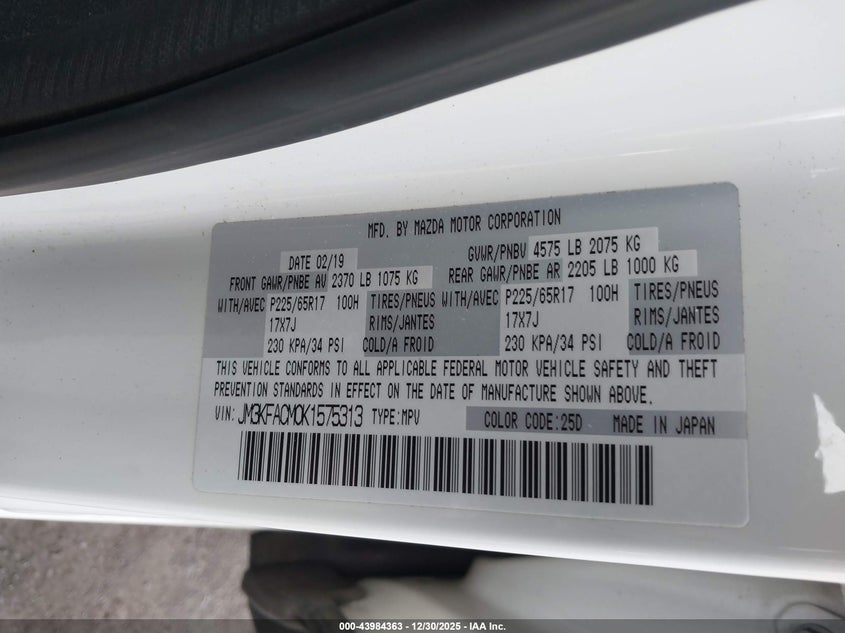 MFD. BY MAZDA MOTOR CORPORATION
DATE 02/19 GVWR/PNBV 4575 LB 2075 KG
FRONT GAWR/PNBE AV 2370 LB 1075 KG REAR GAWR/PNBE AR 2205 LB 1000 KG
WITH/AVEC P225/65R17 100H TIRES/PNEUS WITH/AVEC P225/65R17 100H TIRES/PNEUS
17X7J RIMS/JANTES 17X7J RIMS/JANTES
230 KPA/34 PSI COLD/A FROID 230 KPA/34 PSI COLD/A FROID
THIS VEHICLE CONFORMS TO ALL APPLICABLE FEDERAL MOTOR VEHICLE SAFETY AND THEFT
PREVENTION STANDARDS IN EFFECT ON THE DATE OF MANUFACTURE SHOWN ABOVE.
VIN: JM3KFACM0K1575313 TYPE:MPV COLOR CODE:25D MADE IN JAPAN
000-43984363 - 12/30/2025 - IAA Inc.